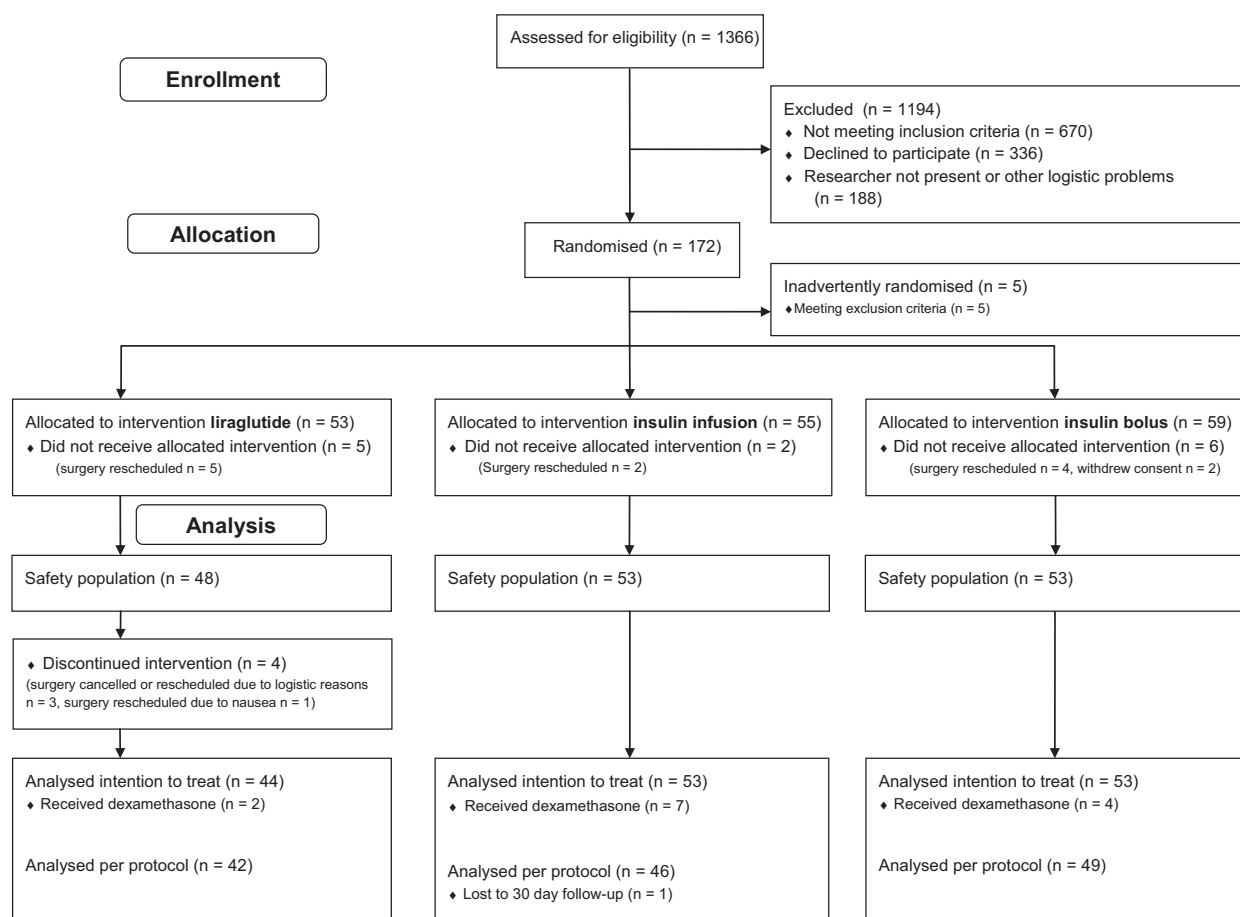 Assessed for eligibility (n = 1366)
Enrollment
Excluded (n = 1194)
♦ Not meeting inclusion criteria (n = 670)
♦ Declined to participate (n = 336)
♦ Researcher not present or other logistic problems
(n = 188)
Allocation
Randomised (n = 172)
Inadvertently randomised (n = 5)
♦Meeting exclusion criteria (n = 5)
Allocated to intervention liraglutide (n = 53)
♦ Did not receive allocated intervention (n = 5)
(surgery rescheduled n = 5)
Allocated to intervention insulin infusion (n = 55)
♦ Did not receive allocated intervention (n = 2)
(Surgery rescheduled n = 2)
Allocated to intervention insulin bolus (n = 59)
♦ Did not receive allocated intervention (n = 6)
(surgery rescheduled n = 4, withdrew consent n = 2)
Analysis
Safety population (n = 48)
Safety population (n = 53)
Safety population (n = 53)
♦ Discontinued intervention (n = 4)
(surgery cancelled or rescheduled due to logistic reasons
n = 3, surgery rescheduled due to nausea n = 1)
Analysed intention to treat (n = 44)
♦ Received dexamethasone (n = 2)
Analysed per protocol (n = 42)
Analysed intention to treat (n = 53)
♦ Received dexamethasone (n = 7)
Analysed per protocol (n = 46)
♦ Lost to 30 day follow-up (n = 1)
Analysed intention to treat (n = 53)
♦ Received dexamethasone (n = 4)
Analysed per protocol (n = 49)